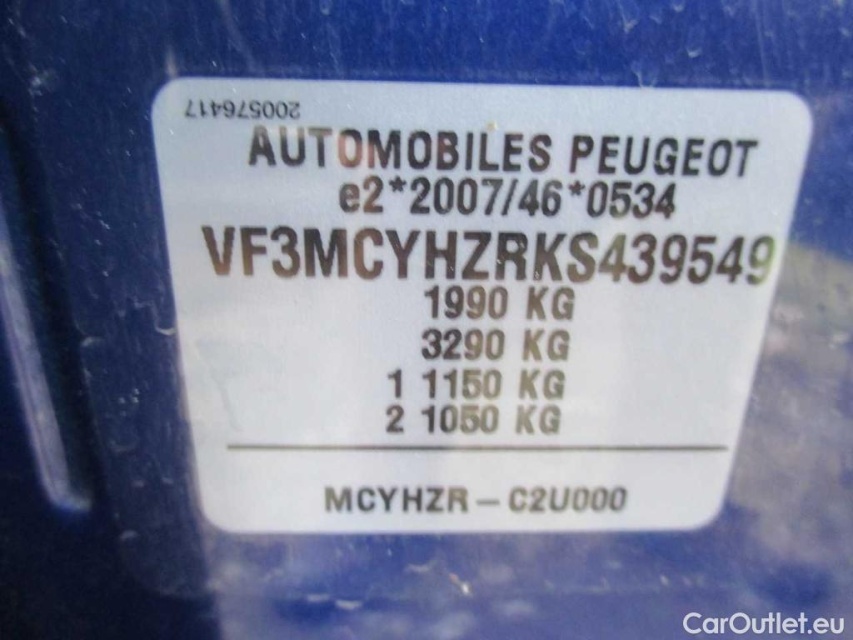 200576417
AUTOMOBILES PEUGEOT
e2*2007/46*0534
VF3MCYHZRKS439549
1990 KG
3290 KG
1 1150 KG
2 1050 KG
MCYHZR – C2U000
CarOutlet.eu